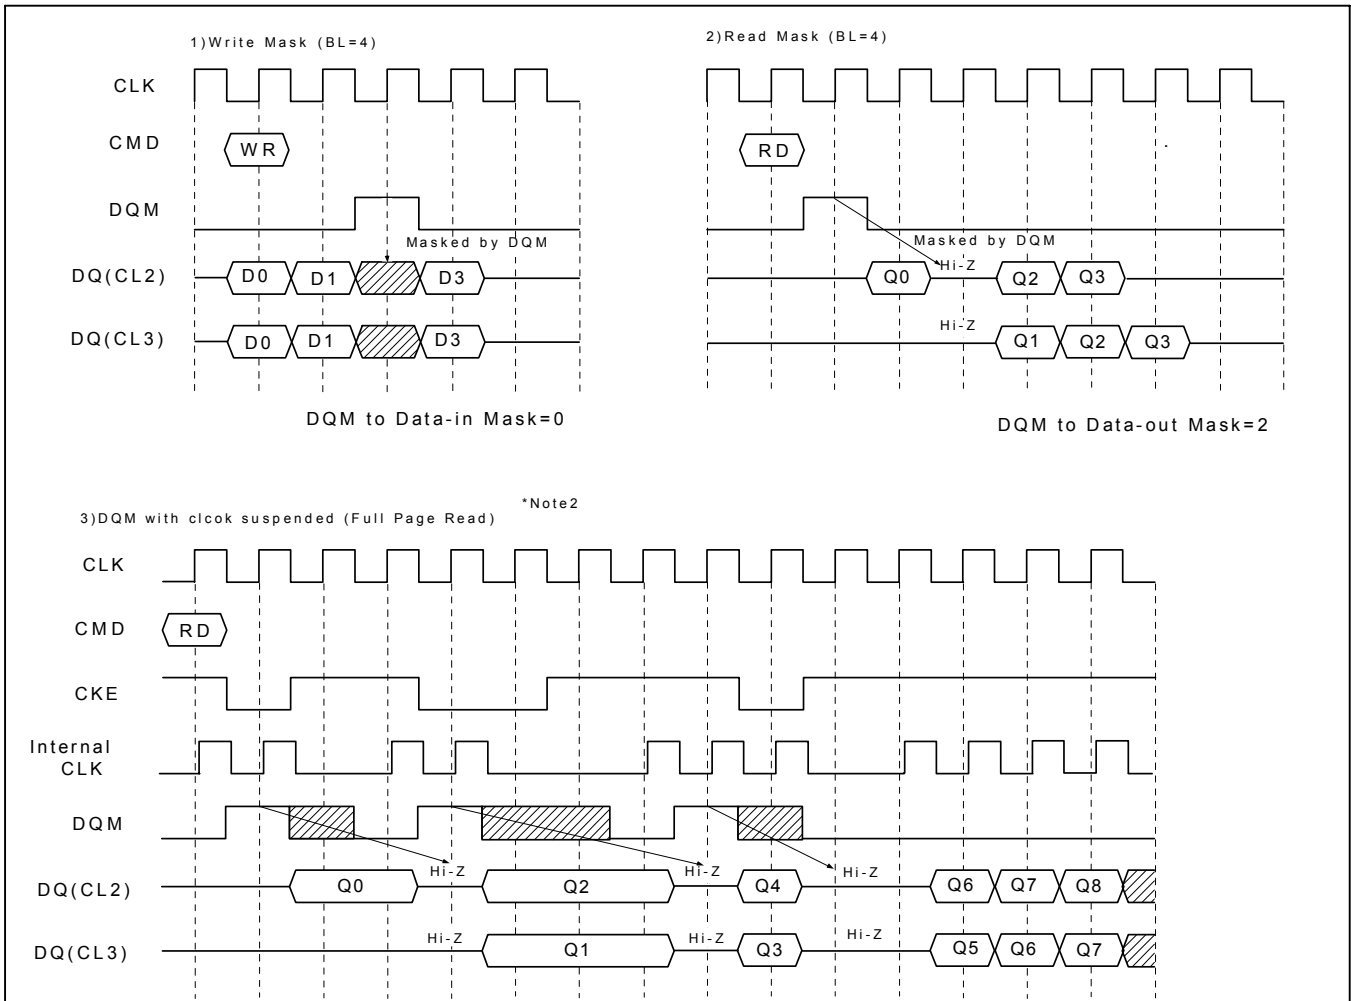 1)Write Mask (BL=4)
2)Read Mask (BL=4)
CLK
CMD
WR
RD
DQM
Masked by DQM
Masked by DQM
DQ(CL2)
D0 D1 D3
Q0 Hi-Z Q2 Q3
DQ(CL3)
D0 D1 D3
Hi-Z Q1 Q2 Q3
DQM to Data-in Mask=0
DQM to Data-out Mask=2
*Note2
3)DQM with clcok suspended (Full Page Read)
CLK
CMD
RD
CKE
Internal
CLK
DQM
DQ(CL2)
Q0 Hi-Z Q2 Hi-Z Q4 Hi-Z Q6 Q7 Q8
DQ(CL3)
Hi-Z Q1 Hi-Z Q3 Hi-Z Q5 Q6 Q7